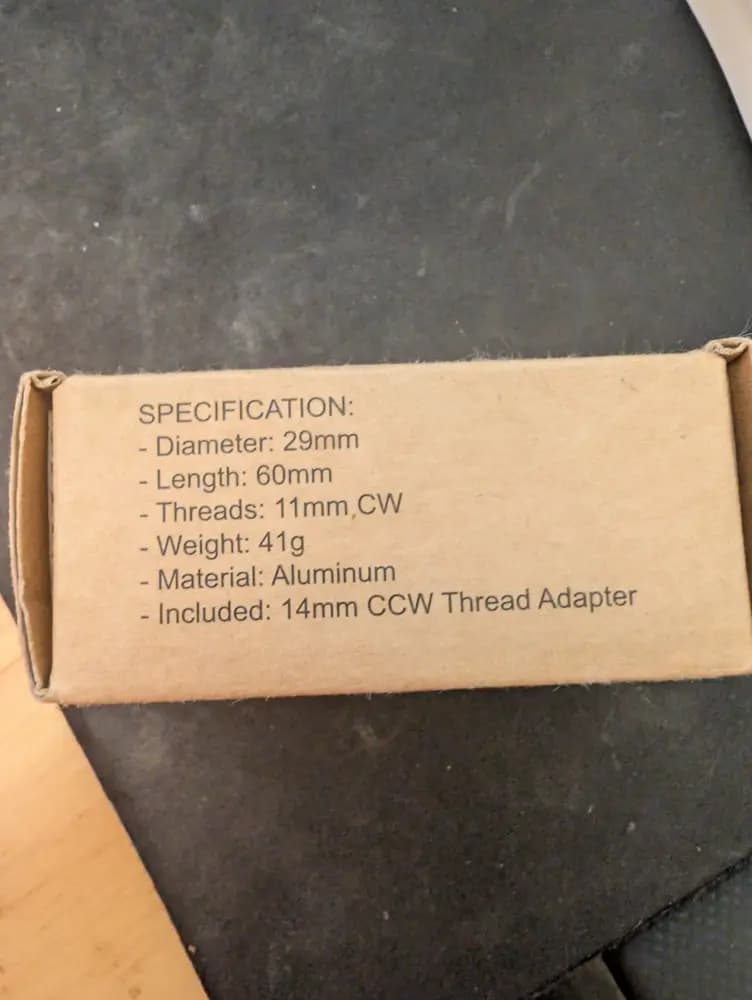 SPECIFICATION:
- Diameter: 29mm
- Length: 60mm
- Threads: 11mm,CW
- Weight: 41g
- Material: Aluminum
- Included: 14mm CCW Thread Adapter